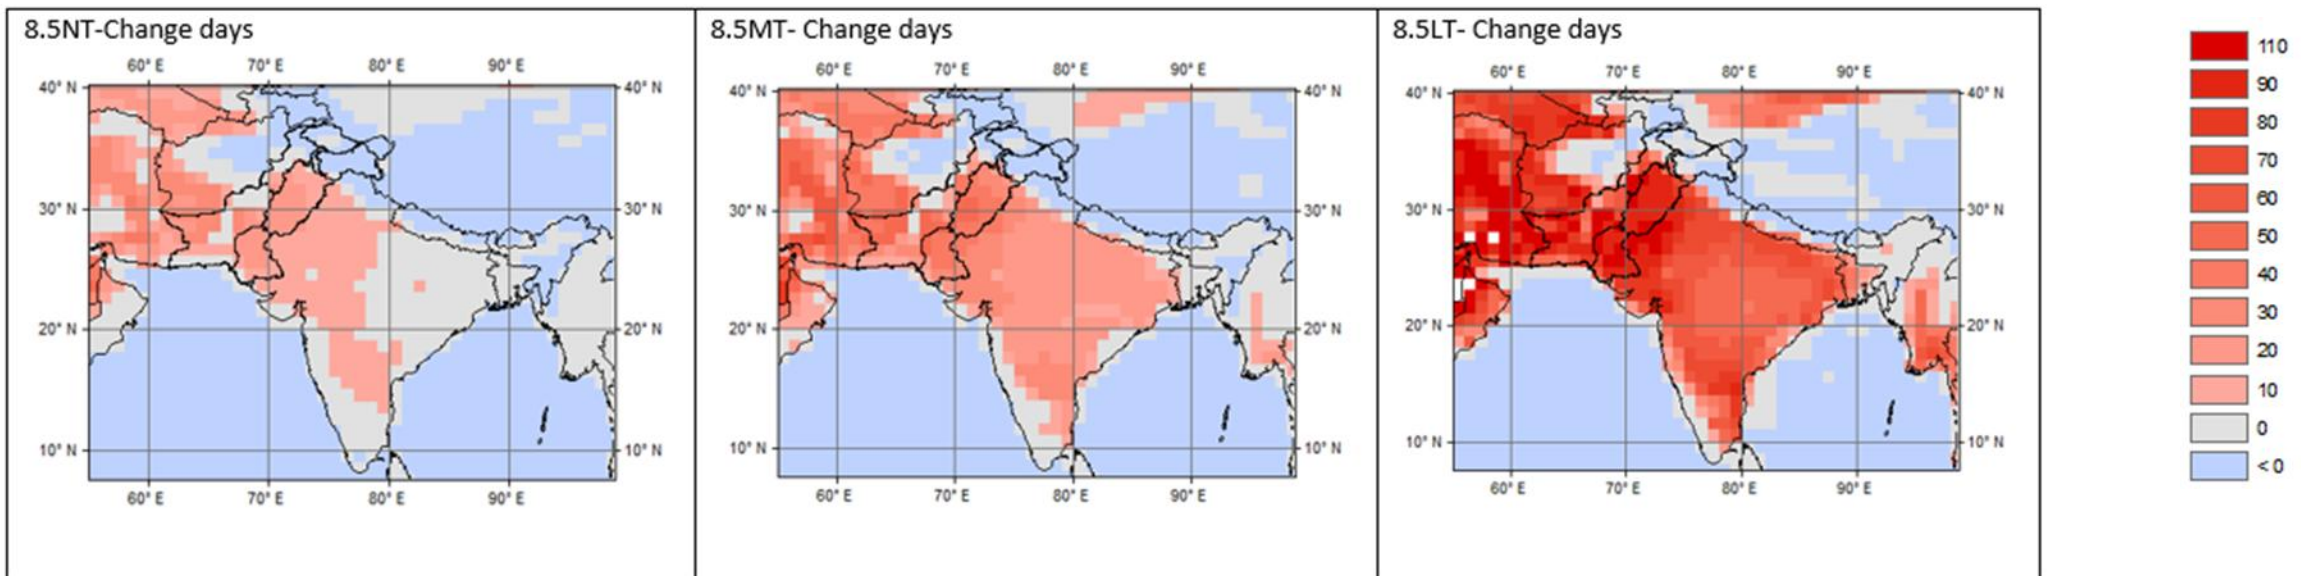 8.5NT-Change days
60° E 70° E 80° E 90° E
40° N 40° N
30° N 30° N
20° N 20° N
10° N 10° N
60° E 70° E 80° E 90° E
8.5MT- Change days
60° E 70° E 80° E 90° E
40° N 40° N
30° N 30° N
20° N 20° N
10° N 10° N
60° E 70° E 80° E 90° E
8.5LT- Change days
60° E 70° E 80° E 90° E
40° N 40° N
30° N 30° N
20° N 20° N
10° N 10° N
60° E 70° E 80° E 90° E
110
90
80
70
60
50
40
30
20
10
0
< 0